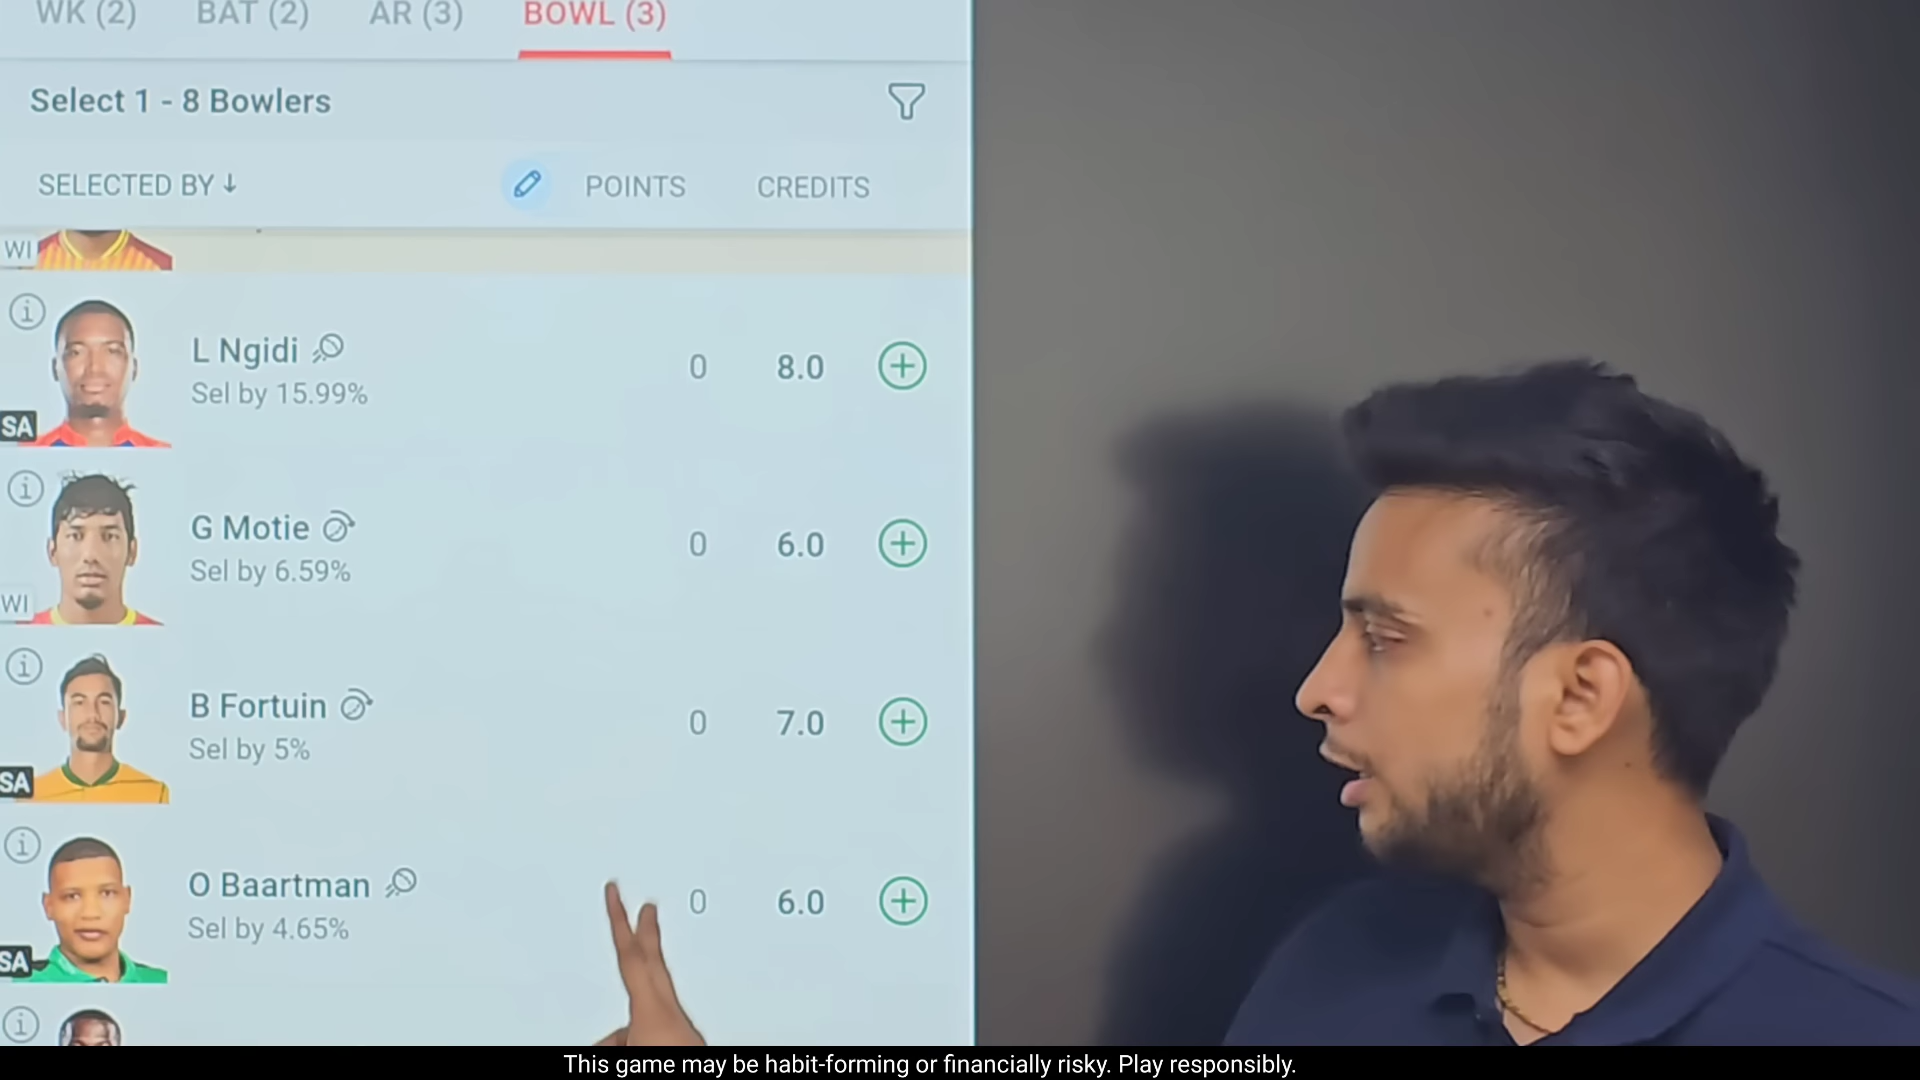 WK (2) BAT (2) AR (3) BOWL (3)
Select 1 - 8 Bowlers
SELECTED BY ↓ POINTS CREDITS
WI
L Ngidi
Sel by 15.99%
0 8.0
SA
G Motie
Sel by 6.59%
0 6.0
WI
B Fortuin
Sel by 5%
0 7.0
SA
O Baartman
Sel by 4.65%
0 6.0
SA
This game may be habit-forming or financially risky. Play responsibly.